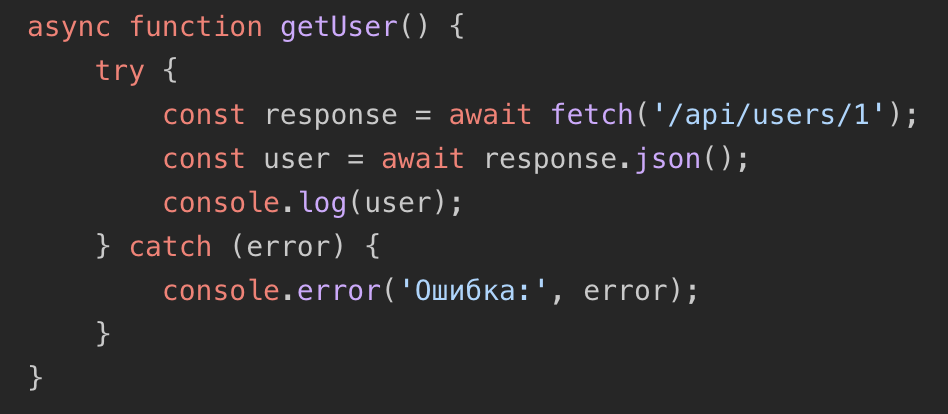 async function getUser() {
    try {
        const response = await fetch('/api/users/1');
        const user = await response.json();
        console.log(user);
    } catch (error) {
        console.error('Ошибка:', error);
    }
}